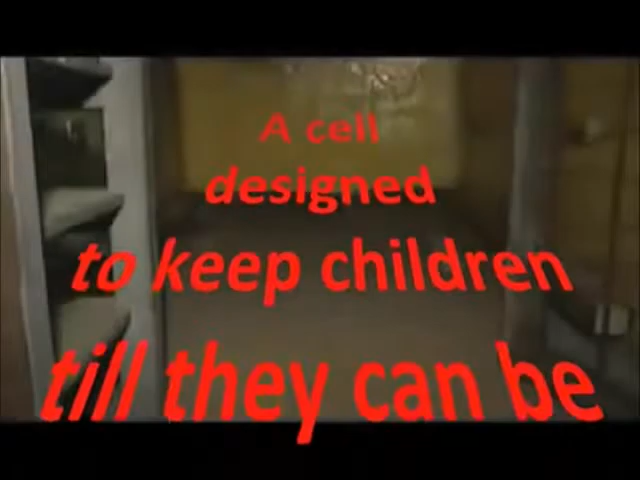 A cell
designed
to keep children
till they can be